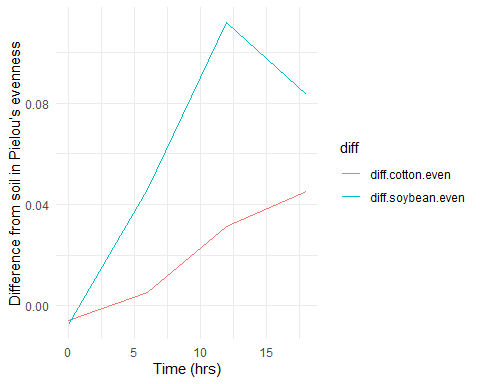 Difference from soil in Pielou's evenness
0.08
0.04
0.00
0
5
10
15
Time (hrs)
diff
diff.cotton.even
diff.soybean.even